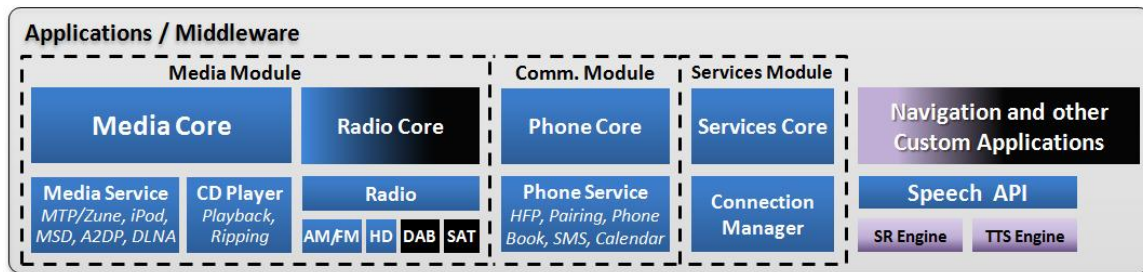 Applications / Middleware
Media Module
Comm. Module
Services Module
Media Core
Radio Core
Phone Core
Services Core
Navigation and other
Custom Applications
Media Service
MTP/Zune, iPod,
MSD, A2DP, DLNA
CD Player
Playback,
Ripping
Radio
AM/FM
HD
DAB
SAT
Phone Service
HFP, Pairing, Phone
Book, SMS, Calendar
Connection
Manager
Speech API
SR Engine
TTS Engine